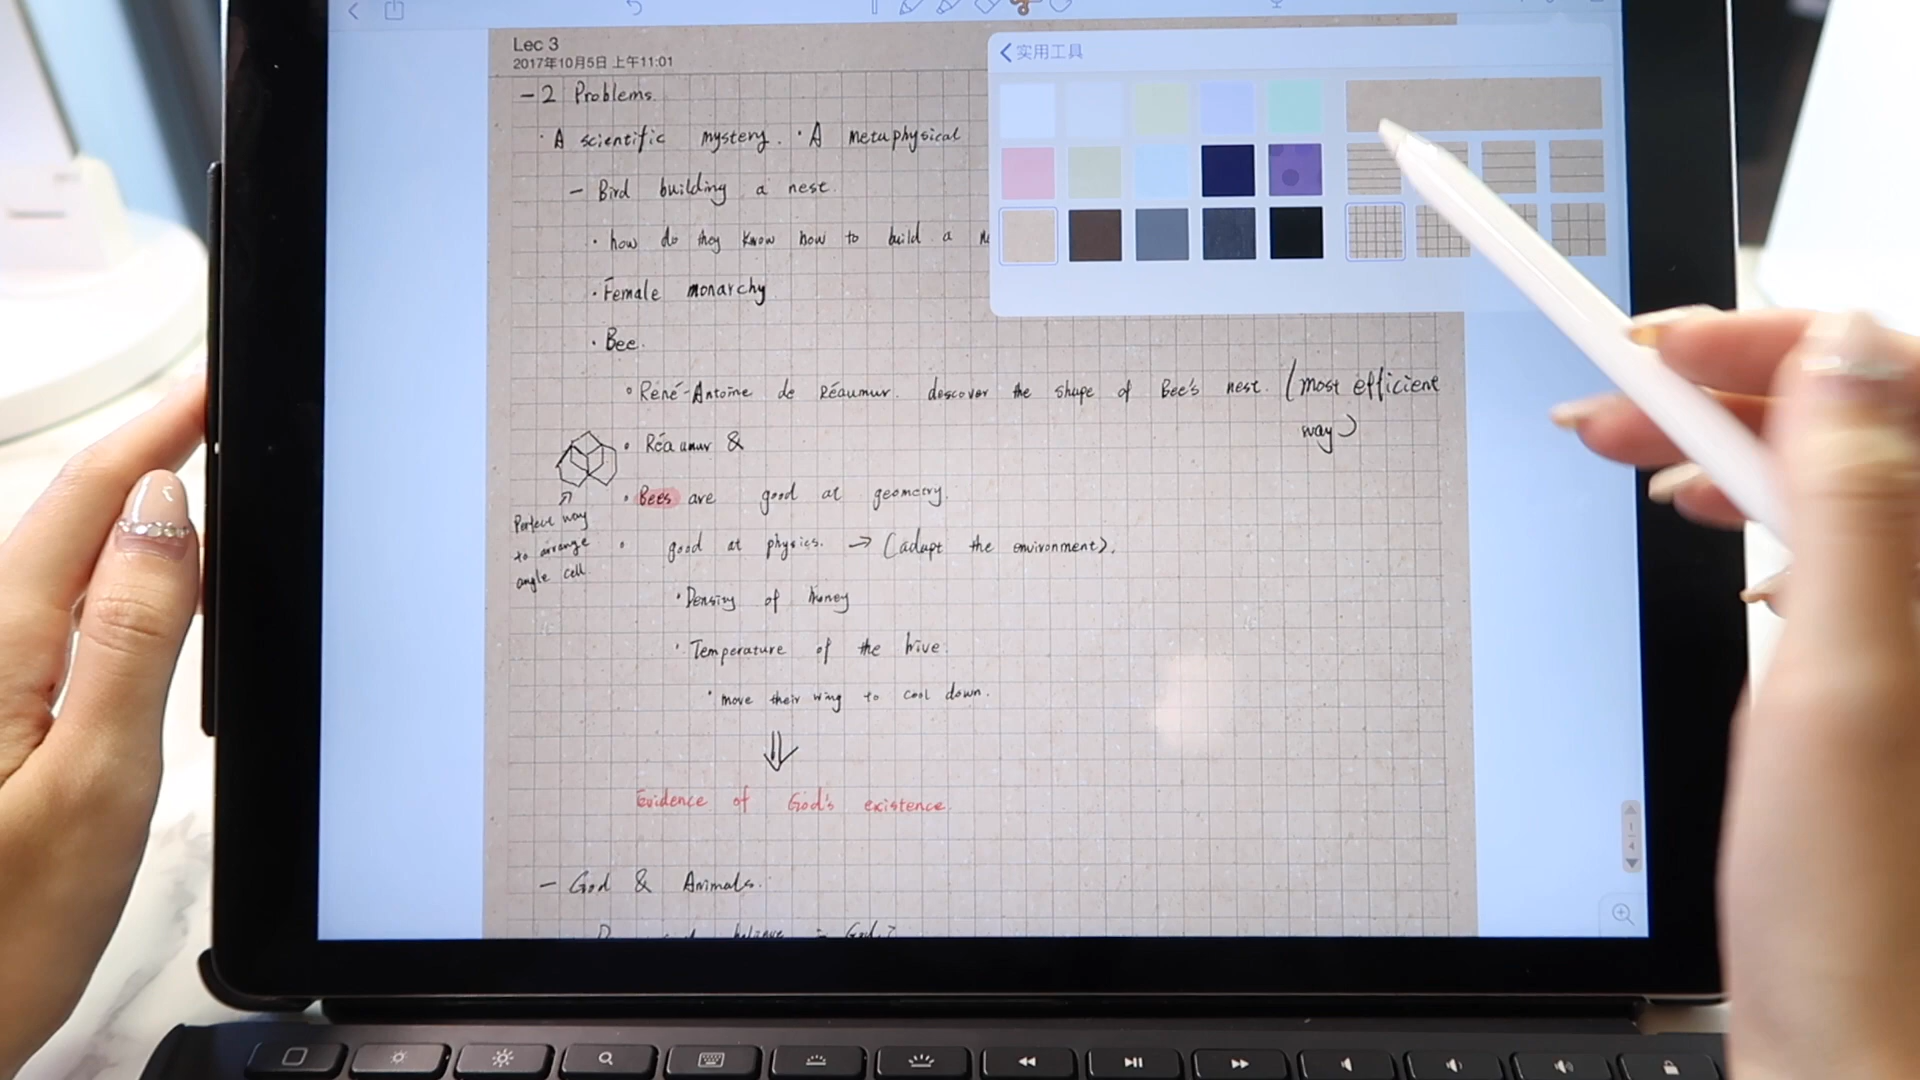 Lec 3
2017年10月5日 上午11:01
实用工具
- 2 Problems.
· A scientific mystery. · A metaphysical
- Bird building a nest.
· how do they know how to build a
· Female monarchy
· Bee.
° René-Antoine de Réaumur. descover the shape of Bee's nest. (most efficient
way)
° Réaumur &
· Bees are good at geometry.
Perfect way
to arrange
angle cell
· good at physics. → (adapt the environment).
· Density of honey
· Temperature of the hive.
· move their wing to cool down.
⇓
Evidence of God's existence.
- God & Animals.
1
4